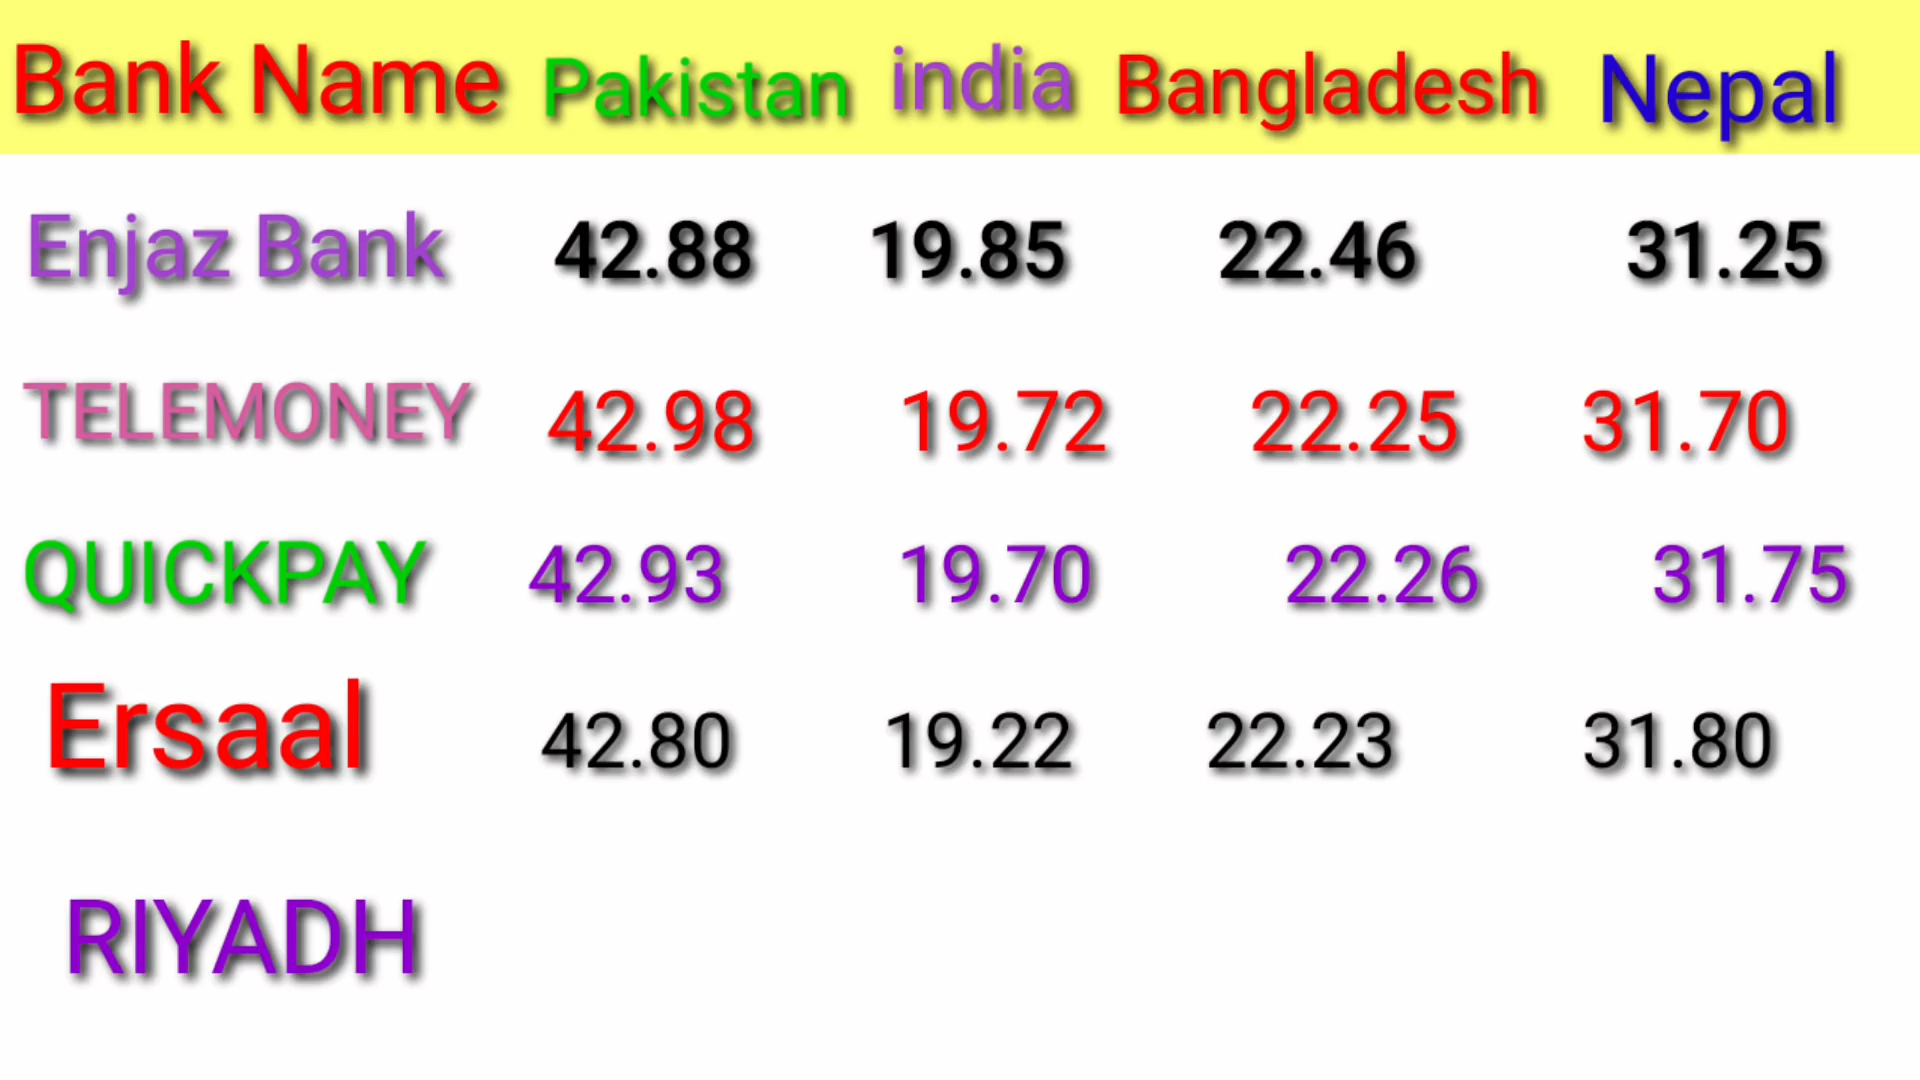 Bank Name Pakistan india Bangladesh Nepal
Enjaz Bank 42.88 19.85 22.46 31.25
TELEMONEY 42.98 19.72 22.25 31.70
QUICKPAY 42.93 19.70 22.26 31.75
Ersaal 42.80 19.22 22.23 31.80
RIYADH